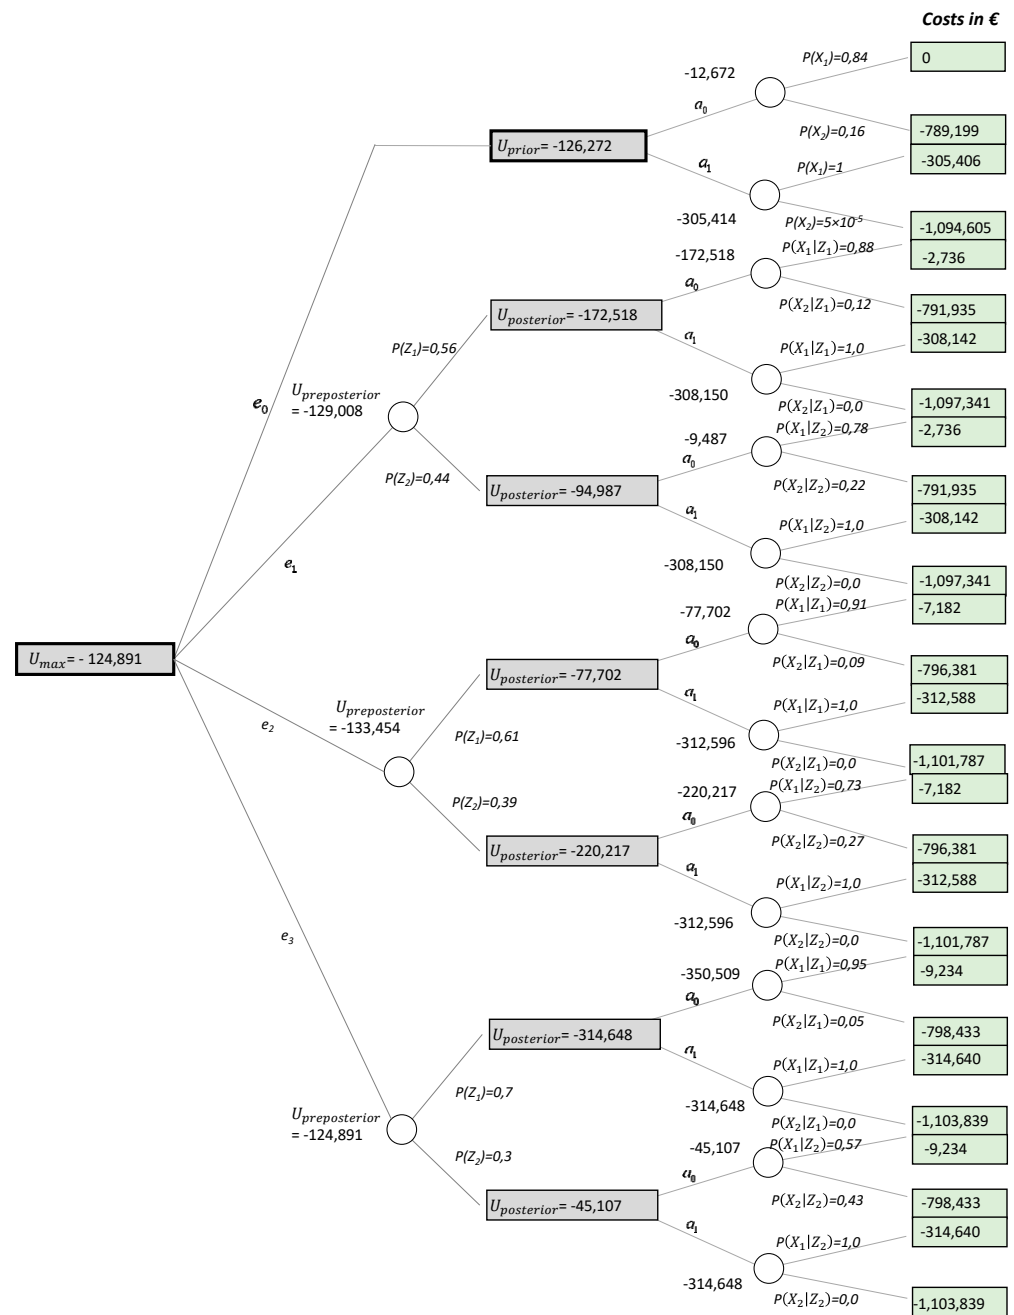 Costs in €
P(X₁)=0,84
0
-12,672
a₀
P(X₂)=0,16
-789,199
U_prior= -126,272
P(X₁)=1
-305,406
a₁
-305,414
P(X₂)=5×10⁻⁵
-1,094,605
-172,518
P(X₁|Z₁)=0,88
-2,736
a₀
P(X₂|Z₁)=0,12
-791,935
U_posterior= -172,518
P(X₁|Z₁)=1,0
-308,142
a₁
P(Z₁)=0,56
-308,150
P(X₂|Z₁)=0,0
-1,097,341
U_preposterior
= -129,008
e₀
-9,487
P(X₁|Z₂)=0,78
-2,736
a₀
P(Z₂)=0,44
P(X₂|Z₂)=0,22
-791,935
U_posterior= -94,987
P(X₁|Z₂)=1,0
-308,142
a₁
e₁
-308,150
P(X₂|Z₂)=0,0
-1,097,341
-77,702
P(X₁|Z₁)=0,91
-7,182
a₀
U_max= - 124,891
P(X₂|Z₁)=0,09
-796,381
U_posterior= -77,702
P(X₁|Z₁)=1,0
-312,588
a₁
U_preposterior
= -133,454
e₂
P(Z₁)=0,61
-312,596
P(X₂|Z₁)=0,0
-1,101,787
-220,217
P(X₁|Z₂)=0,73
-7,182
a₀
P(Z₂)=0,39
P(X₂|Z₂)=0,27
-796,381
U_posterior= -220,217
P(X₁|Z₂)=1,0
-312,588
a₁
-312,596
P(X₂|Z₂)=0,0
-1,101,787
e₃
-350,509
P(X₁|Z₁)=0,95
-9,234
a₀
P(X₂|Z₁)=0,05
-798,433
U_posterior= -314,648
P(X₁|Z₁)=1,0
-314,640
a₁
P(Z₁)=0,7
-314,648
P(X₂|Z₁)=0,0
-1,103,839
U_preposterior
= -124,891
-45,107
P(X₁|Z₂)=0,57
-9,234
P(Z₂)=0,3
a₀
P(X₂|Z₂)=0,43
-798,433
U_posterior= -45,107
P(X₁|Z₂)=1,0
-314,640
a₁
-314,648
P(X₂|Z₂)=0,0
-1,103,839